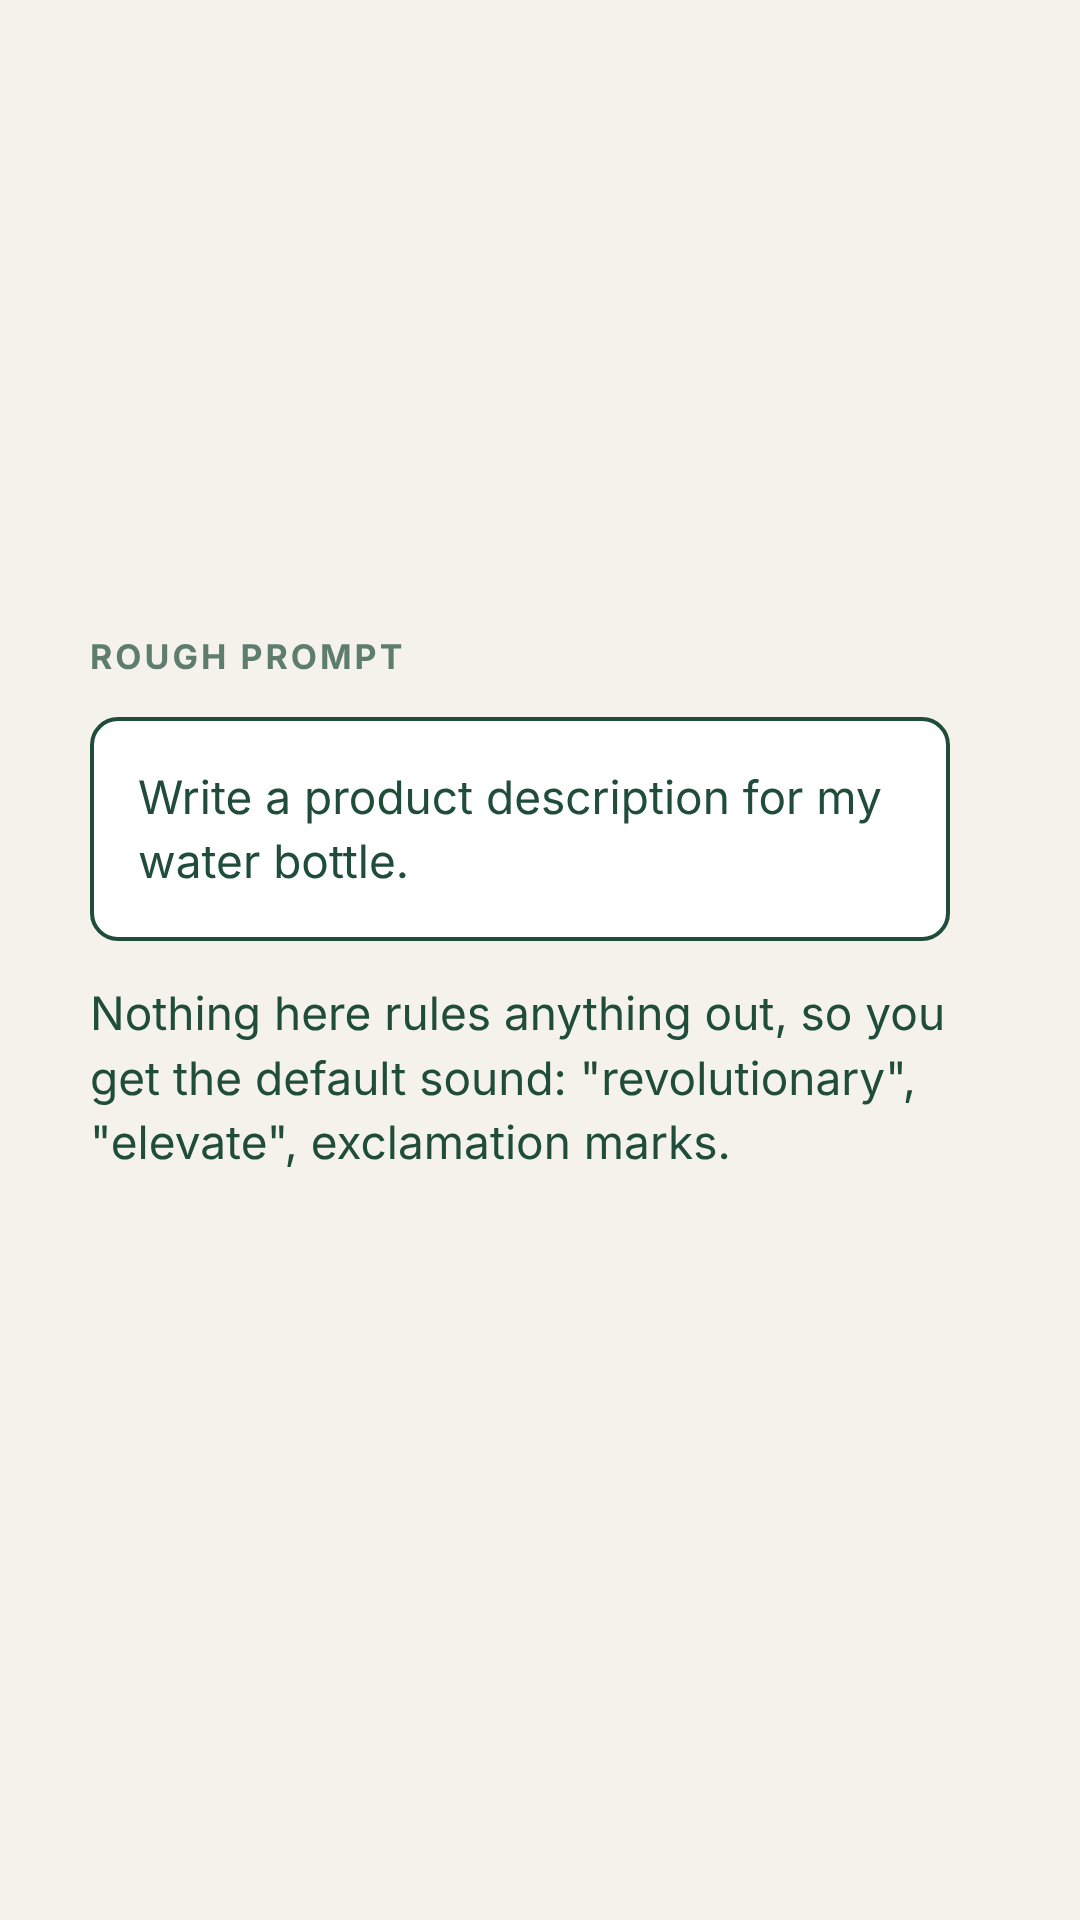 ROUGH PROMPT
Write a product description for my
water bottle.
Nothing here rules anything out, so you
get the default sound: "revolutionary",
"elevate", exclamation marks.